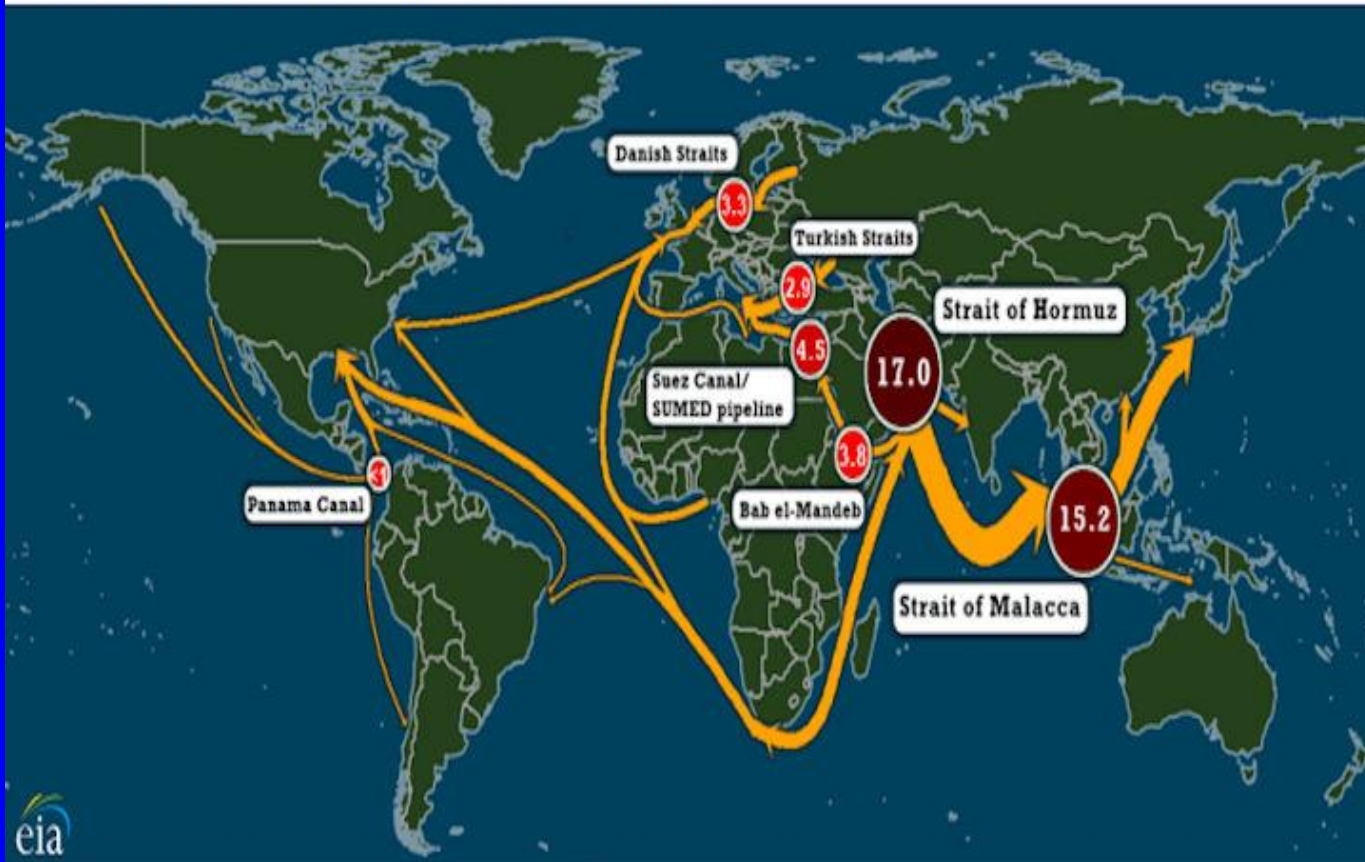 Danish Straits
3.3
Turkish Straits
2.9
Strait of Hormuz
17.0
4.5
Suez Canal/
SUMED pipeline
3.8
Bab el-Mandeb
<1
Panama Canal
15.2
Strait of Malacca
eia